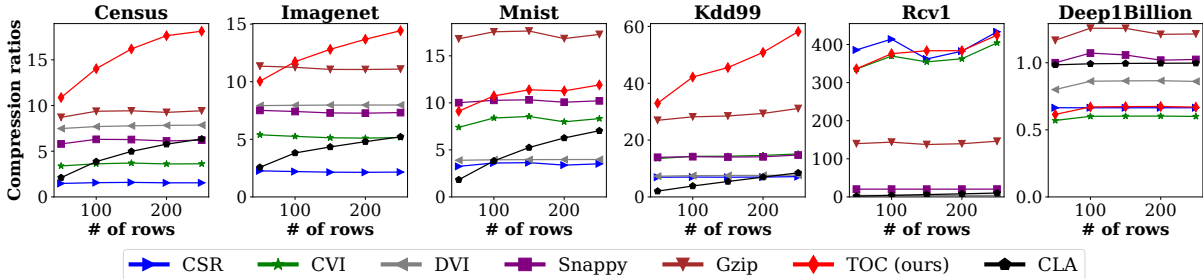 Census Imagenet Mnist Kdd99 Rcv1 Deep1Billion
Compression ratios
0 5 10 15
0 5 10 15
0 5 10 15
0 20 40 60
0 100 200 300 400
0.0 0.5 1.0
100 200 100 200 100 200 100 200 100 200 100 200
# of rows # of rows # of rows # of rows # of rows # of rows
CSR CVI DVI Snappy Gzip TOC (ours) CLA